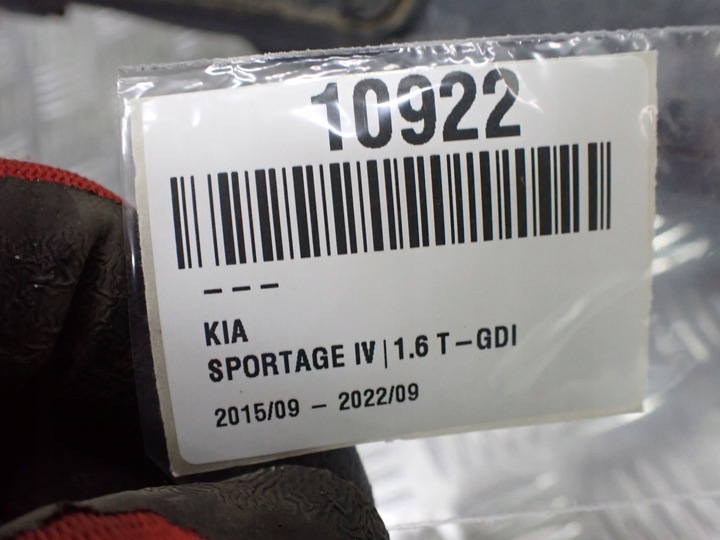 10922
---
KIA
SPORTAGE IV|1.6 T-GDI
2015/09 - 2022/09